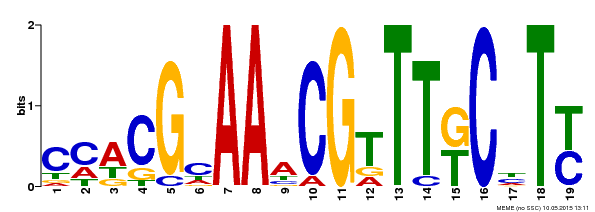 2
bits
1
0
C C A C G C A A A C G T T T G C T T T
T A T G C T T A G C T C C
G T G T A G A
1 2 3 4 5 6 7 8 9 10 11 12 13 14 15 16 17 18 19
MEME (no SSC) 10.05.2015 13:11